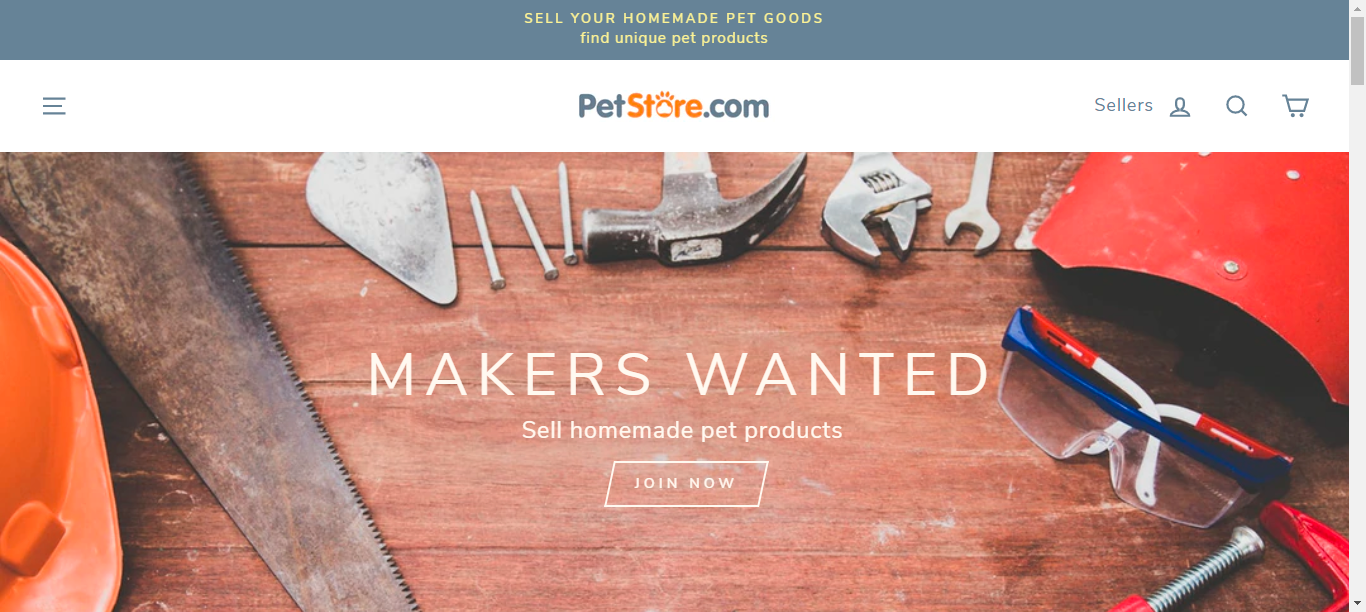 SELL YOUR HOMEMADE PET GOODS
find unique pet products
PetStore.com
Sellers
MAKERS WANTED
Sell homemade pet products
JOIN NOW